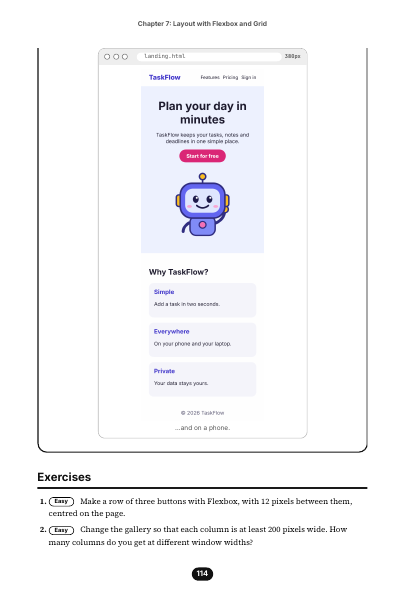 Chapter 7: Layout with Flexbox and Grid
landing.html
380px
TaskFlow
Features Pricing Sign in
Plan your day in
minutes
TaskFlow keeps your tasks, notes and
deadlines in one simple place.
Start for free
Why TaskFlow?
Simple
Add a task in two seconds.
Everywhere
On your phone and your laptop.
Private
Your data stays yours.
© 2026 TaskFlow
...and on a phone.
Exercises
1. Easy Make a row of three buttons with Flexbox, with 12 pixels between them,
centred on the page.
2. Easy Change the gallery so that each column is at least 200 pixels wide. How
many columns do you get at different window widths?
114